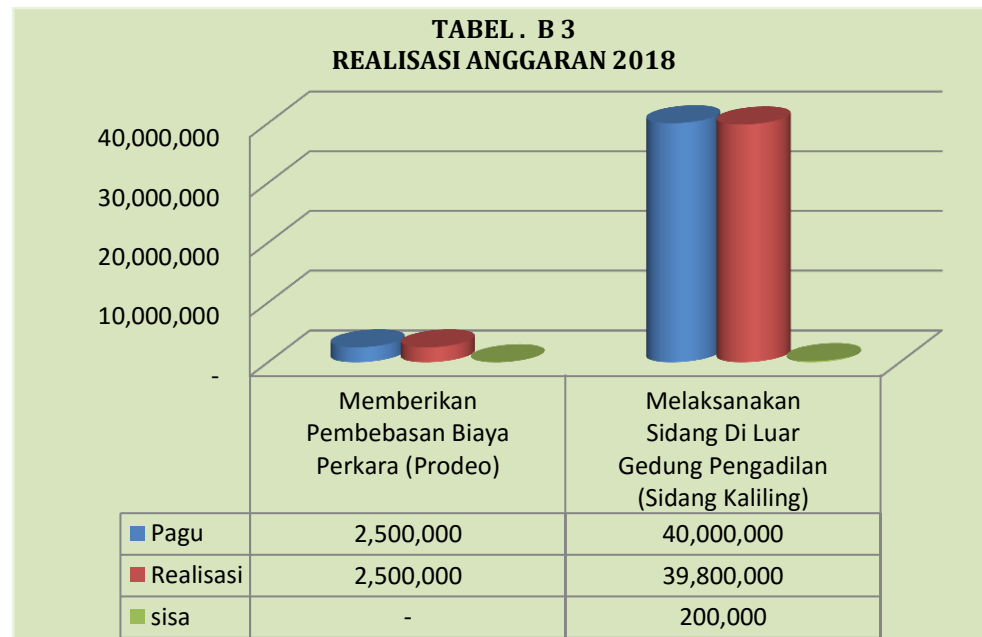 TABEL . B 3
REALISASI ANGGARAN 2018
40,000,000
30,000,000
20,000,000
10,000,000
-
Memberikan
Pembebasan Biaya
Perkara (Prodeo)
Melaksanakan
Sidang Di Luar
Gedung Pengadilan
(Sidang Kaliling)
Pagu 2,500,000 40,000,000
Realisasi 2,500,000 39,800,000
sisa - 200,000